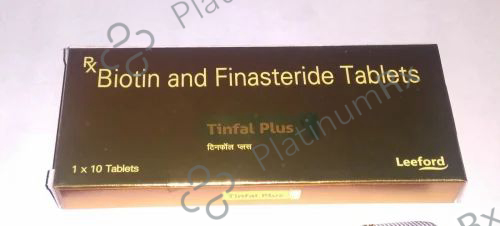 Rx Biotin and Finasteride Tablets
Tinfal Plus
टिनफॉल प्लस
1 x 10 Tablets
Leeford
Tinfal Plus
PlatinumRx